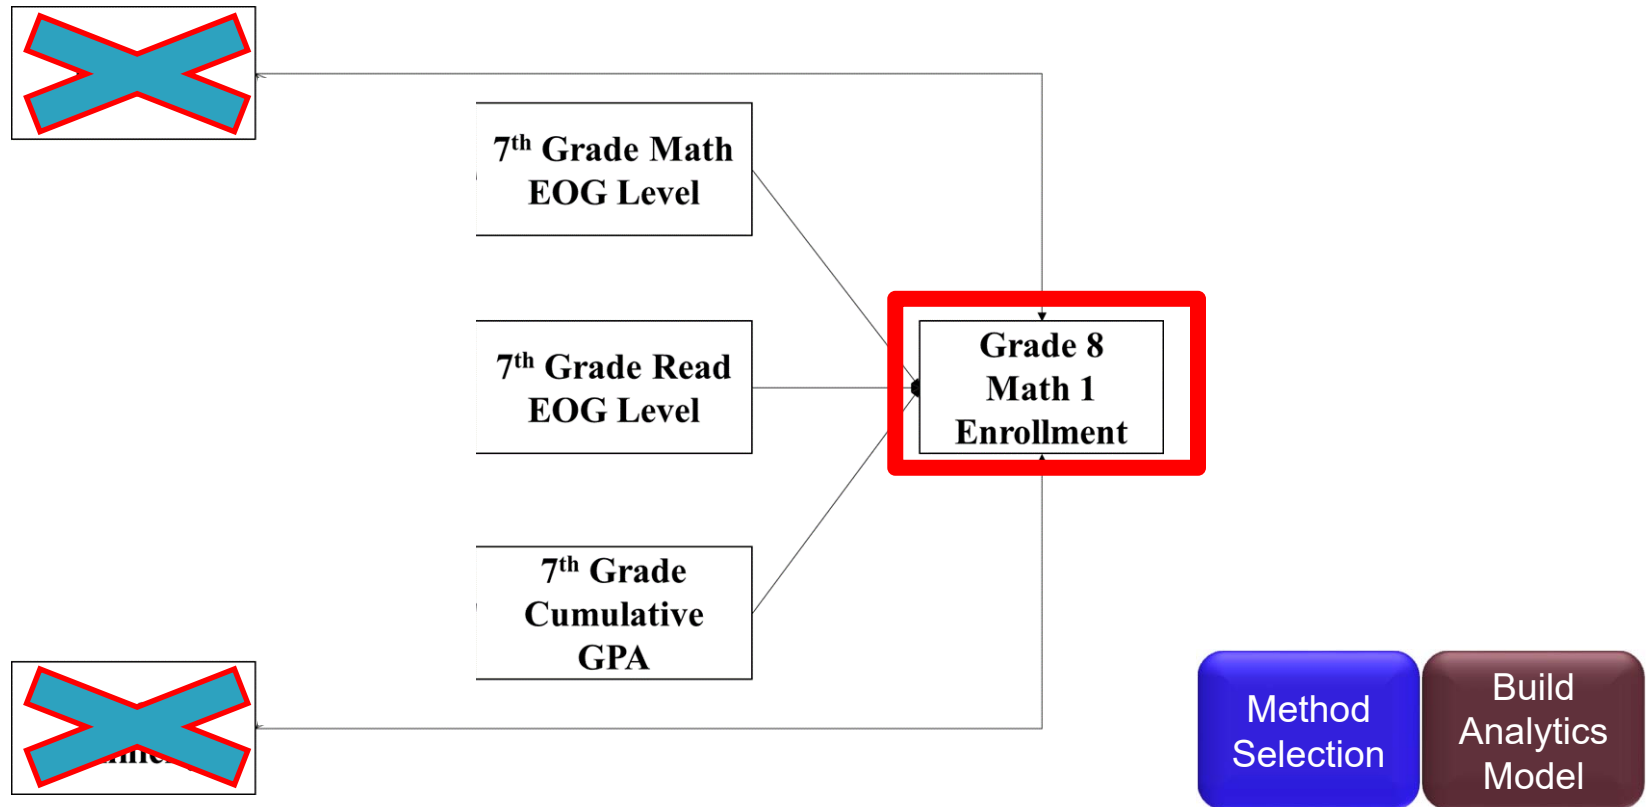 7th Grade Math
EOG Level
7th Grade Read
EOG Level
Grade 8
Math 1
Enrollment
7th Grade
Cumulative
GPA
Method
Selection
Build
Analytics
Model